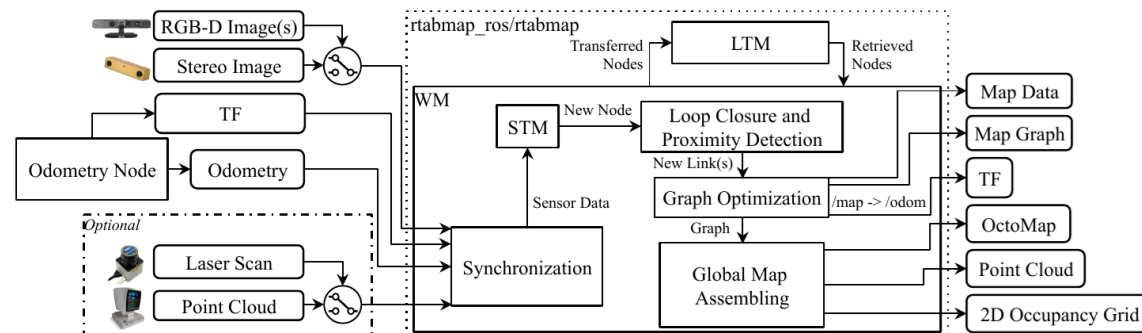 RGB-D Image(s)
Stereo Image
TF
Odometry Node
Odometry
Optional
Laser Scan
Point Cloud
rtabmap_ros/rtabmap
Transferred
Nodes
LTM
Retrieved
Nodes
WM
STM
New Node
Loop Closure and
Proximity Detection
New Link(s)
Graph Optimization
/map -> /odom
Sensor Data
Graph
Synchronization
Global Map
Assembling
Map Data
Map Graph
TF
OctoMap
Point Cloud
2D Occupancy Grid